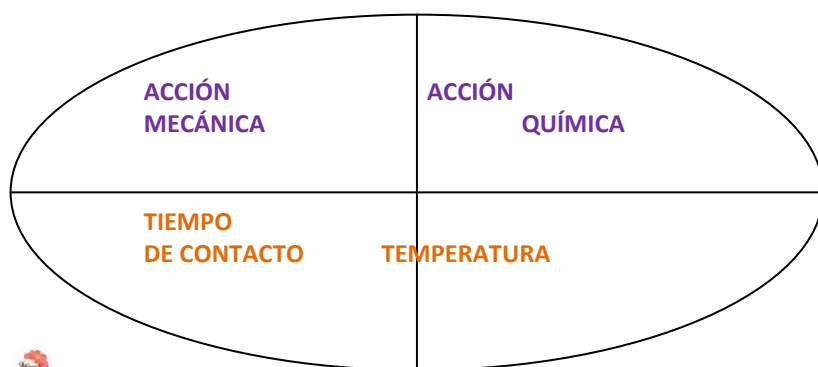 ACCIÓN
MECÁNICA
ACCIÓN
QUÍMICA
TIEMPO
DE CONTACTO
TEMPERATURA